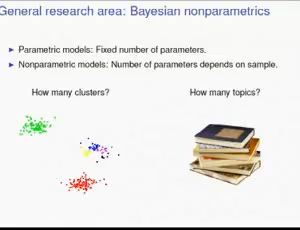 General research area: Bayesian nonparametrics
Parametric models: Fixed number of parameters.
Nonparametric models: Number of parameters depends on sample.
How many clusters?
How many topics?